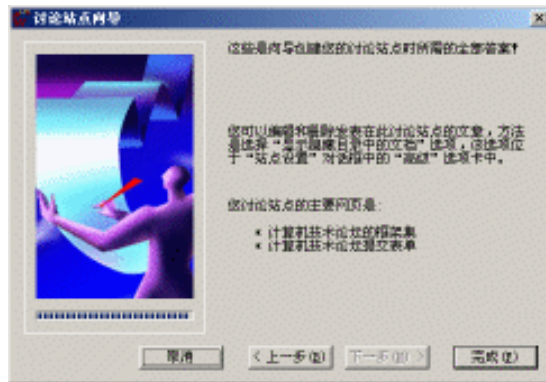 讨论站点向导
这些是向导创建您的讨论站点时所需的全部答案!
您可以编辑和删除发表在此讨论站点的文章，方法
是选择“显示隐藏目录中的文档”选项，该选项位
于“站点设置”对话框中的“高级”选项卡中。
您讨论站点的主要网页是:
* 计算机技术论坛的框架集
* 计算机技术论坛提交表单
取消
< 上一步(B)
下一步(N) >
完成(F)